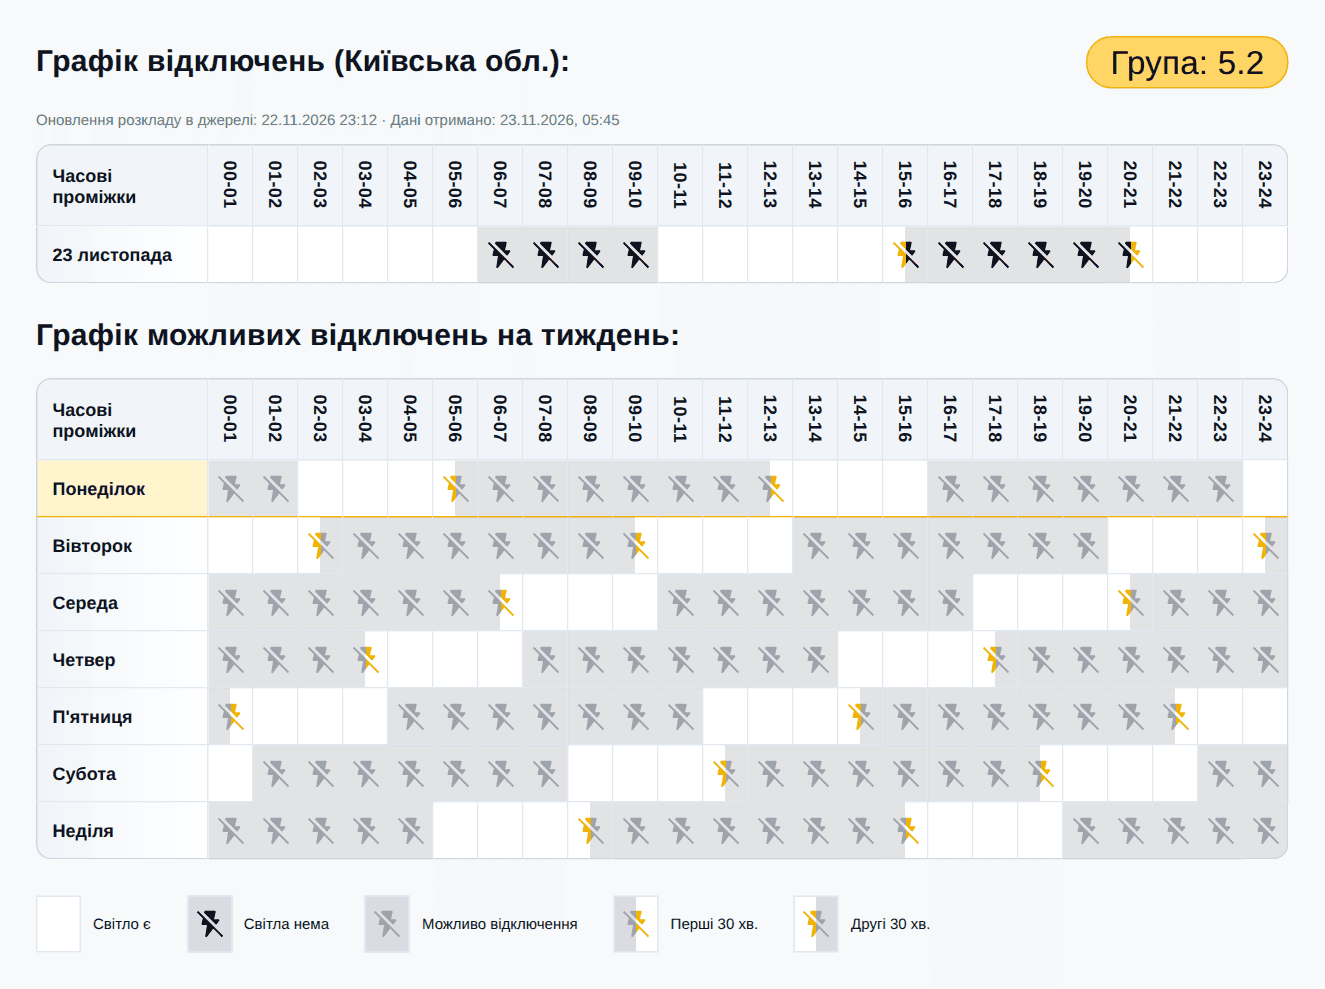 Графік відключень (Київська обл.):
Група: 5.2
Оновлення розкладу в джерелі: 22.11.2026 23:12 · Дані отримано: 23.11.2026, 05:45
Часові
проміжки
00-01 01-02 02-03 03-04 04-05 05-06 06-07 07-08 08-09 09-10 10-11 11-12 12-13 13-14 14-15 15-16 16-17 17-18 18-19 19-20 20-21 21-22 22-23 23-24
23 листопада
Графік можливих відключень на тиждень:
Часові
проміжки
00-01 01-02 02-03 03-04 04-05 05-06 06-07 07-08 08-09 09-10 10-11 11-12 12-13 13-14 14-15 15-16 16-17 17-18 18-19 19-20 20-21 21-22 22-23 23-24
Понеділок
Вівторок
Середа
Четвер
П'ятниця
Субота
Неділя
Світло є
Світла нема
Можливо відключення
Перші 30 хв.
Другі 30 хв.